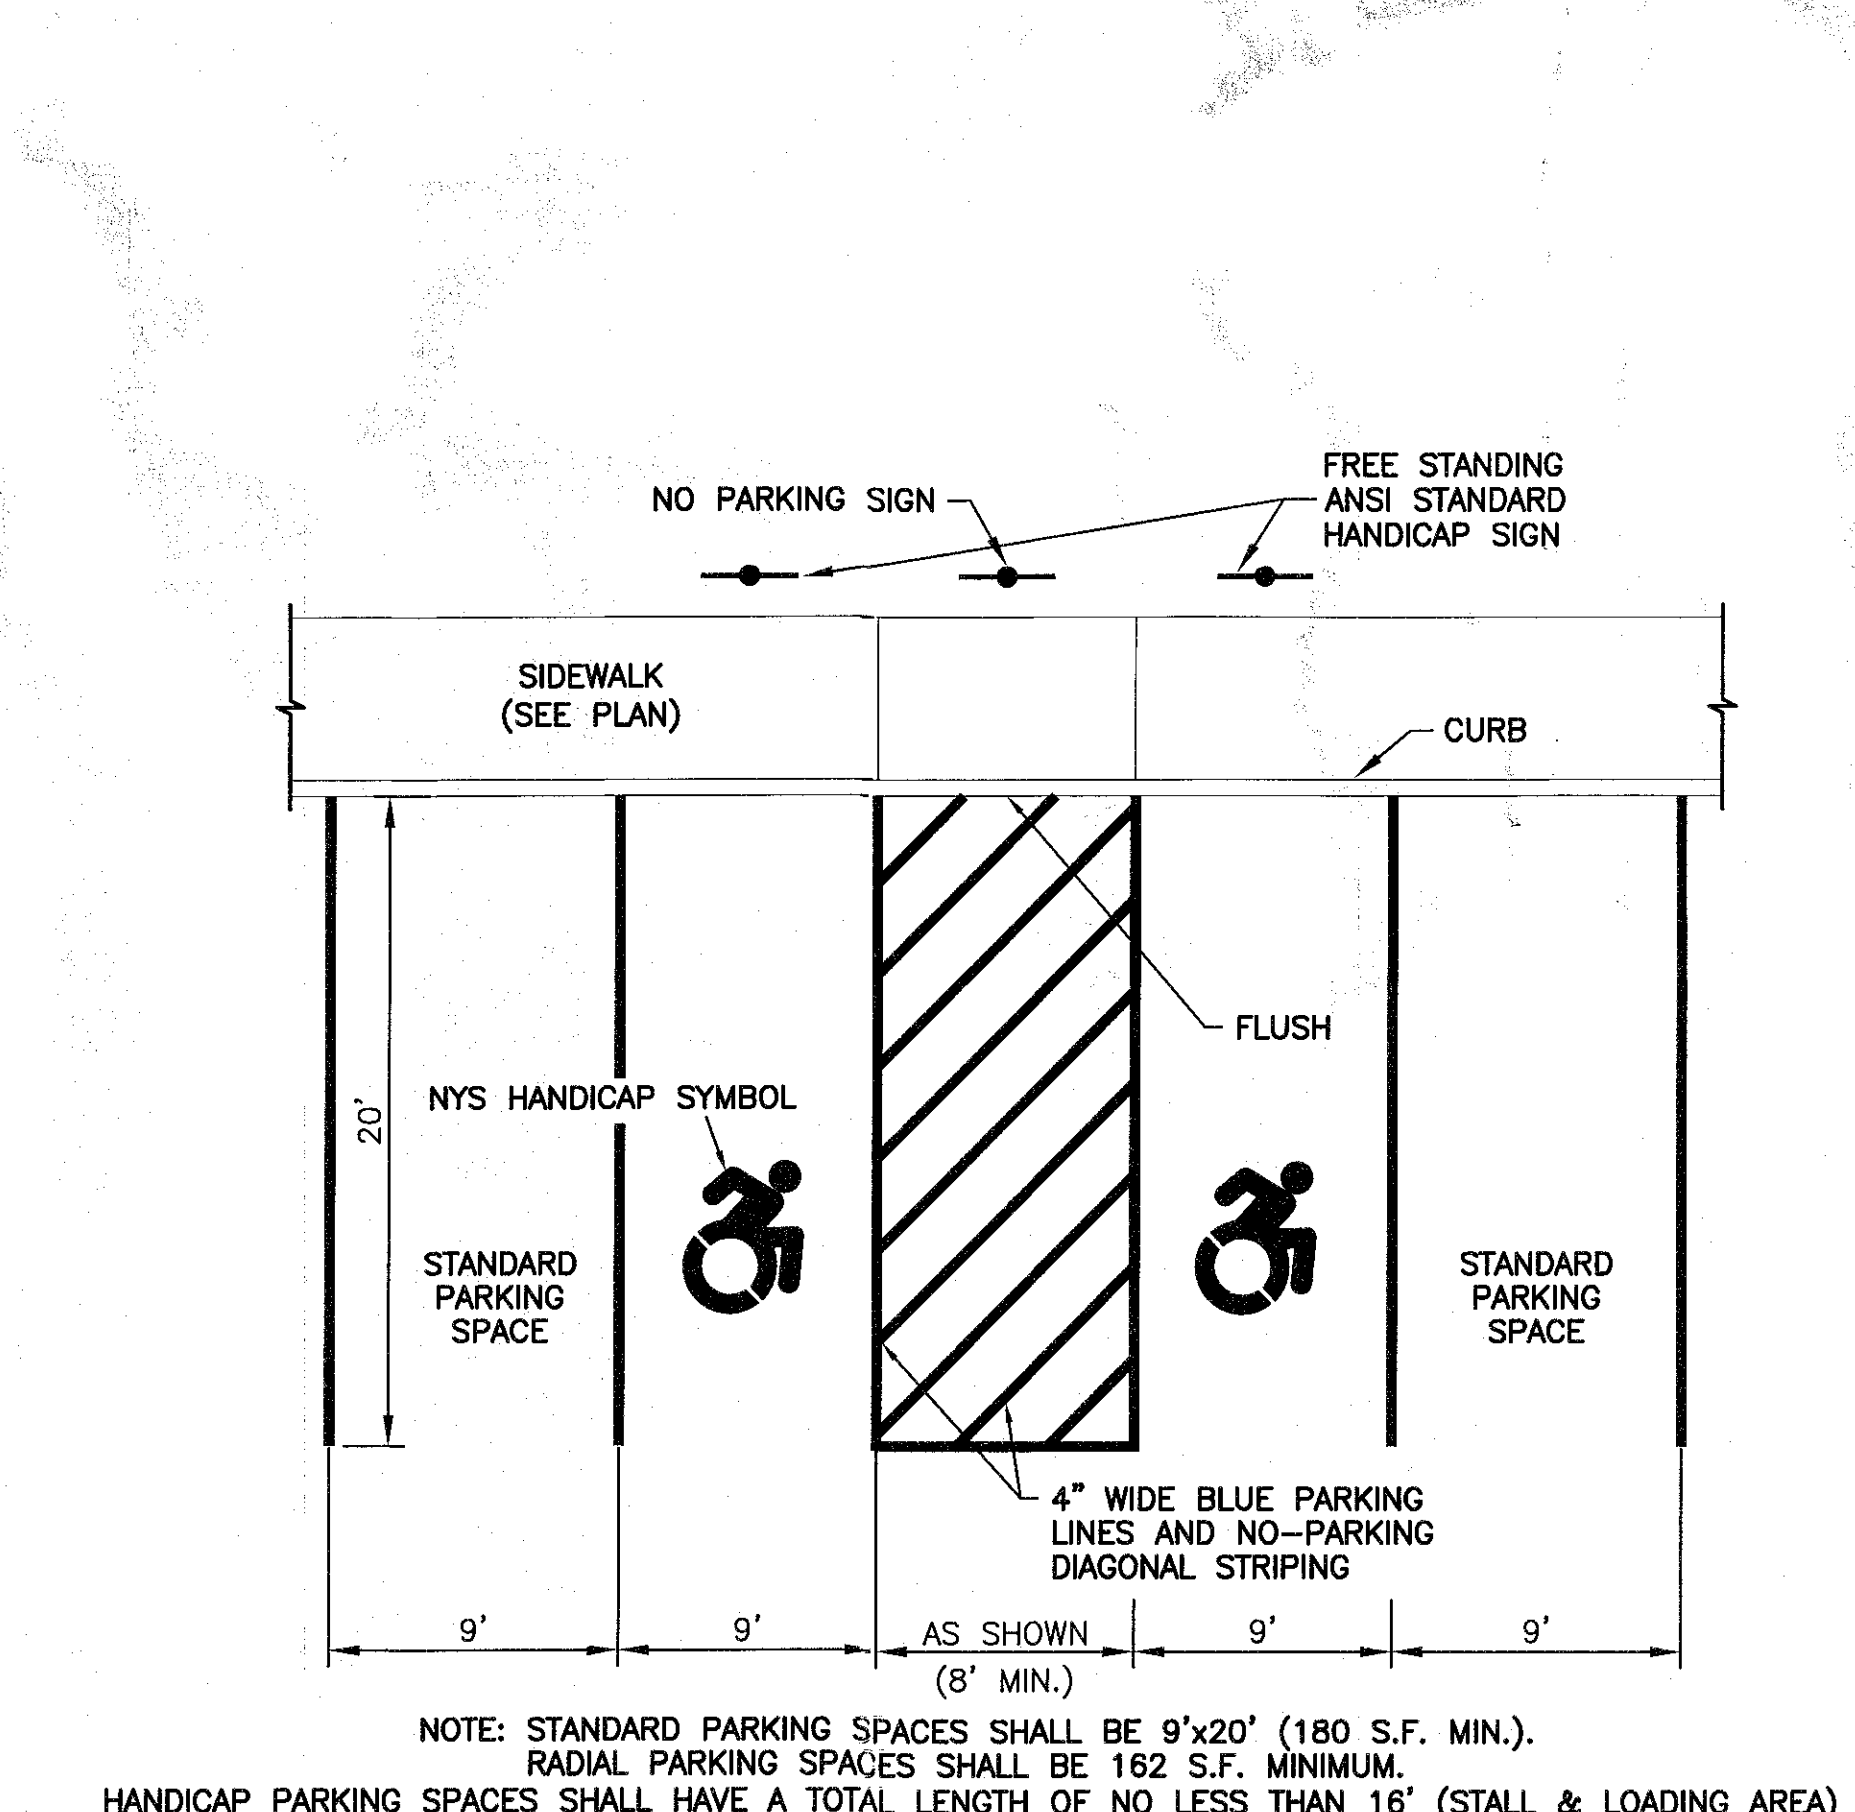 FREE STANDING
ANSI STANDARD
HANDICAP SIGN
NO PARKING SIGN
SIDEWALK
(SEE PLAN)
CURB
FLUSH
NYS HANDICAP SYMBOL
20'
STANDARD
PARKING
SPACE
STANDARD
PARKING
SPACE
4" WIDE BLUE PARKING
LINES AND NO-PARKING
DIAGONAL STRIPING
9'
9'
AS SHOWN
(8' MIN.)
9'
9'
NOTE: STANDARD PARKING SPACES SHALL BE 9'x20' (180 S.F. MIN.).
RADIAL PARKING SPACES SHALL BE 162 S.F. MINIMUM.
HANDICAP PARKING SPACES SHALL HAVE A TOTAL LENGTH OF NO LESS THAN 16' (STALL & LOADING AREA)